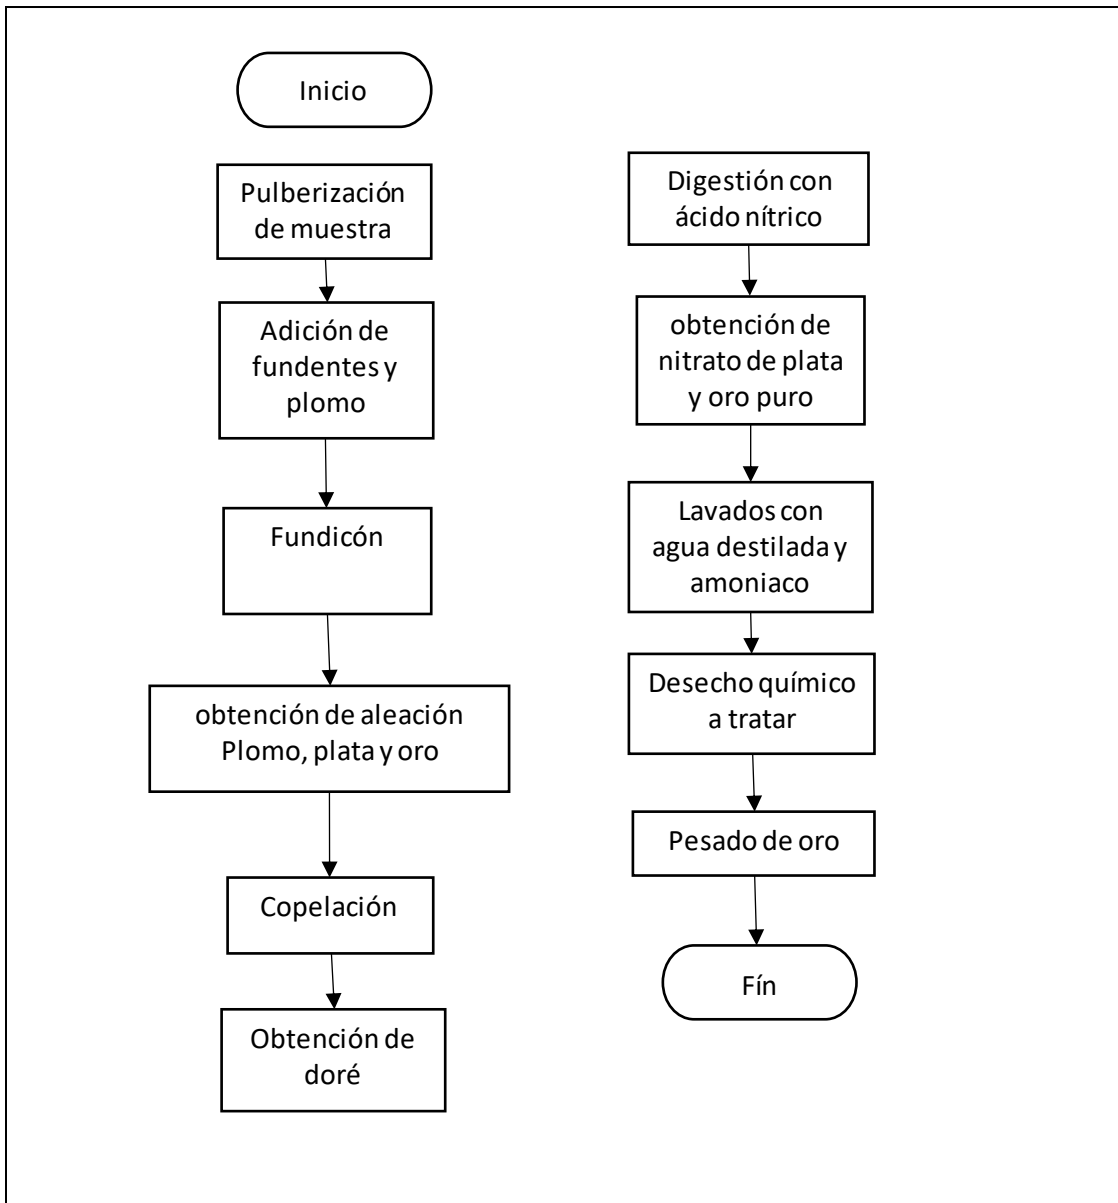 Inicio
Pulberización
de muestra
Adición de
fundentes y
plomo
Fundicón
obtención de aleación
Plomo, plata y oro
Copelación
Obtención de
doré
Digestión con
ácido nítrico
obtención de
nitrato de plata
y oro puro
Lavados con
agua destilada y
amoniaco
Desecho químico
a tratar
Pesado de oro
Fín